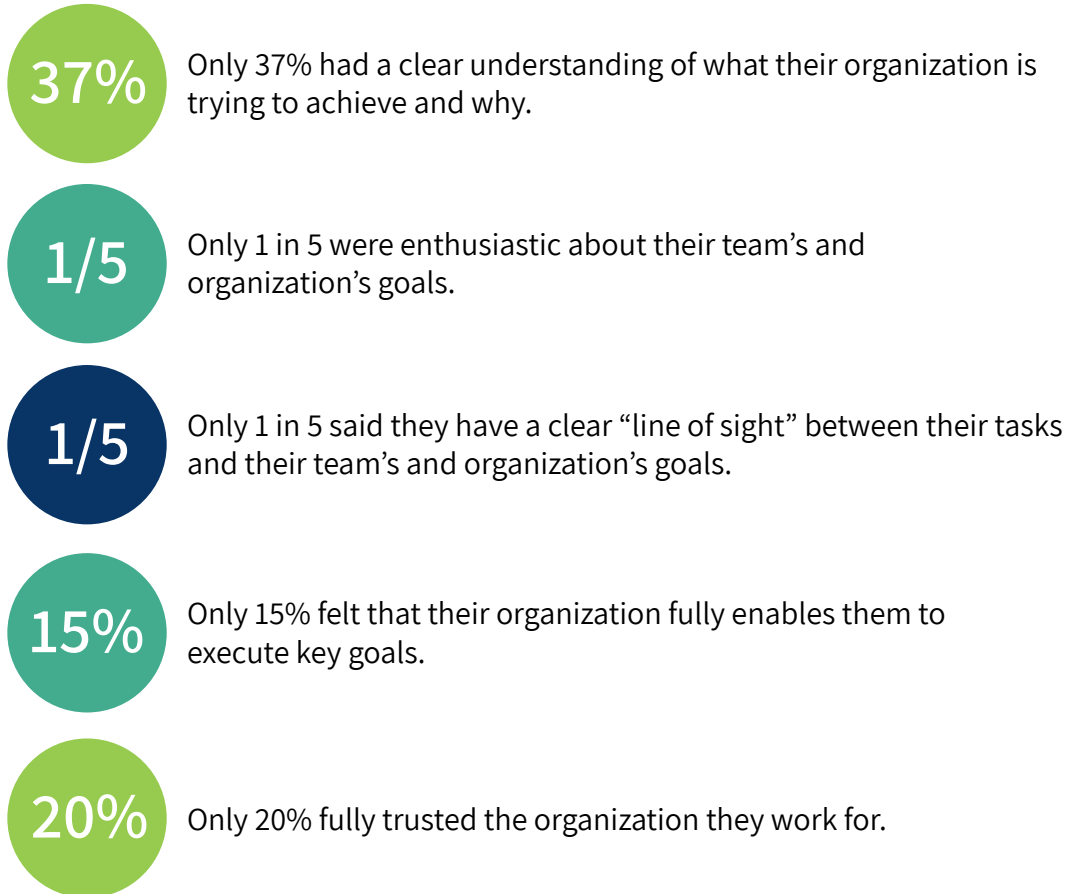 37%
Only 37% had a clear understanding of what their organization is
trying to achieve and why.
1/5
Only 1 in 5 were enthusiastic about their team’s and
organization’s goals.
1/5
Only 1 in 5 said they have a clear “line of sight” between their tasks
and their team’s and organization’s goals.
15%
Only 15% felt that their organization fully enables them to
execute key goals.
20%
Only 20% fully trusted the organization they work for.